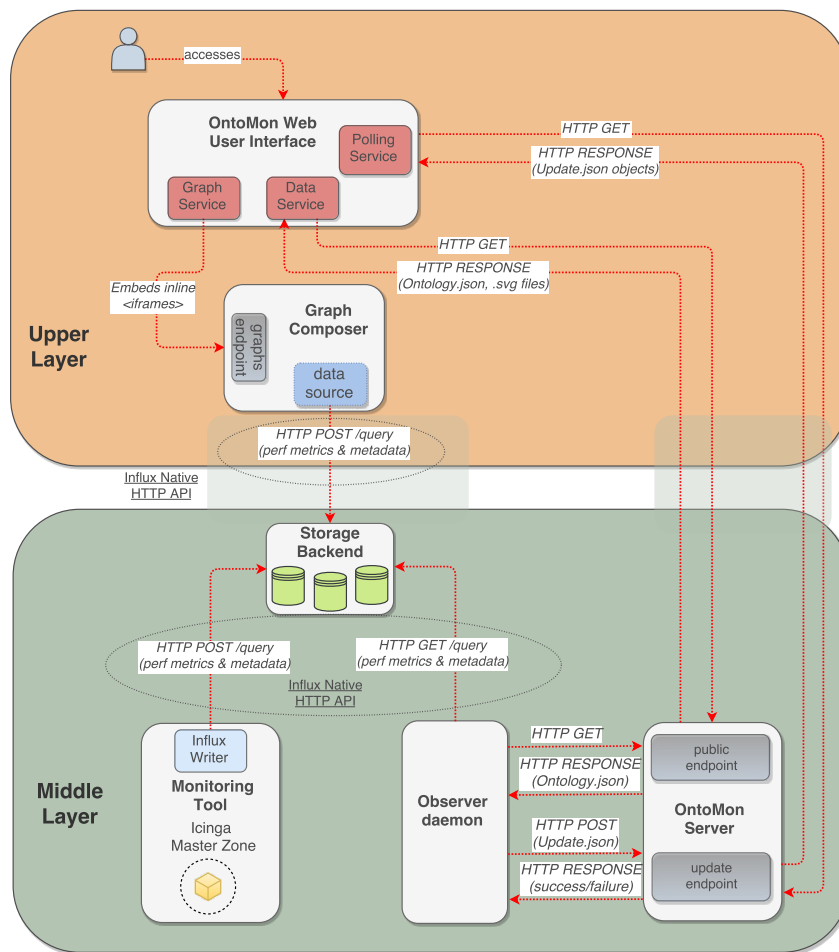 accesses
OntoMon Web
User Interface
Polling
Service
Graph
Service
Data
Service
HTTP GET
HTTP RESPONSE
(Update.json objects)
HTTP GET
HTTP RESPONSE
(Ontology.json, .svg files)
Embeds inline
<iframes>
Upper
Layer
Graph
Composer
graphs
endpoint
data
source
HTTP POST /query
(perf metrics & metadata)
Influx Native
HTTP API
Storage
Backend
HTTP POST /query
(perf metrics & metadata)
HTTP GET /query
(perf metrics & metadata)
Influx Native
HTTP API
Middle
Layer
Influx
Writer
Monitoring
Tool
Icinga
Master Zone
Observer
daemon
HTTP GET
HTTP RESPONSE
(Ontology.json)
HTTP POST
(Update.json)
HTTP RESPONSE
(success/failure)
public
endpoint
OntoMon
Server
update
endpoint